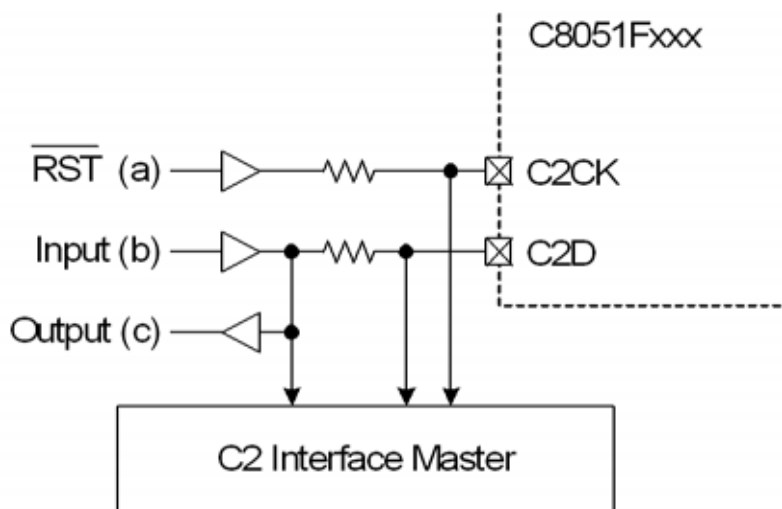 C8051Fxxx
RST (a)
C2CK
Input (b)
C2D
Output (c)
C2 Interface Master